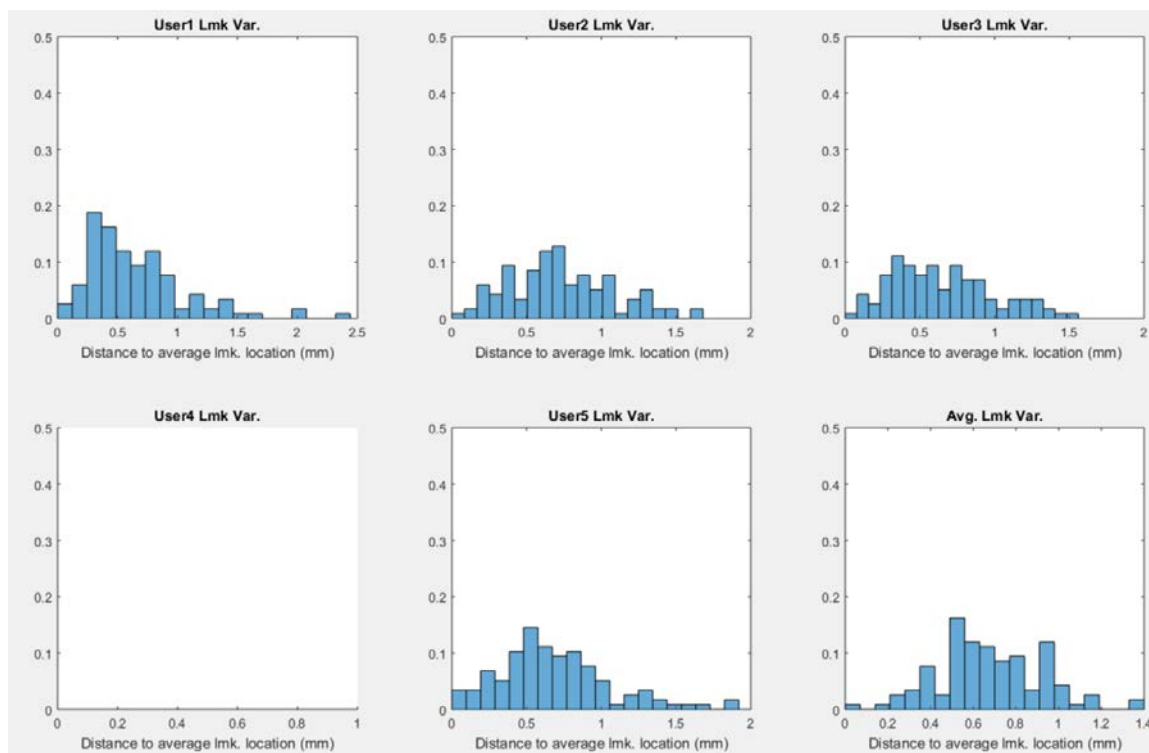 User1 Lmk Var.
0.5
0.4
0.3
0.2
0.1
0
0 0.5 1 1.5 2 2.5
Distance to average lmk. location (mm)
User2 Lmk Var.
0.5
0.4
0.3
0.2
0.1
0
0 0.5 1 1.5 2
Distance to average lmk. location (mm)
User3 Lmk Var.
0.5
0.4
0.3
0.2
0.1
0
0 0.5 1 1.5 2
Distance to average lmk. location (mm)
User4 Lmk Var.
0.5
0.4
0.3
0.2
0.1
0
0 0.2 0.4 0.6 0.8 1
Distance to average lmk. location (mm)
User5 Lmk Var.
0.5
0.4
0.3
0.2
0.1
0
0 0.5 1 1.5 2
Distance to average lmk. location (mm)
Avg. Lmk Var.
0.5
0.4
0.3
0.2
0.1
0
0 0.2 0.4 0.6 0.8 1 1.2 1.4
Distance to average lmk. location (mm)